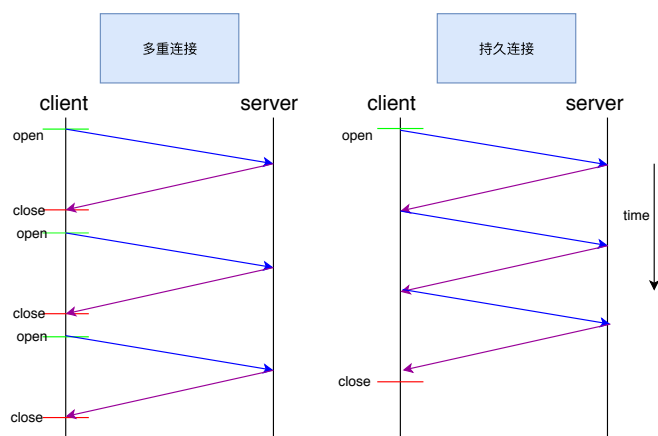 多重连接
持久连接
client
server
client
server
open
open
close
open
time
close
open
close
close